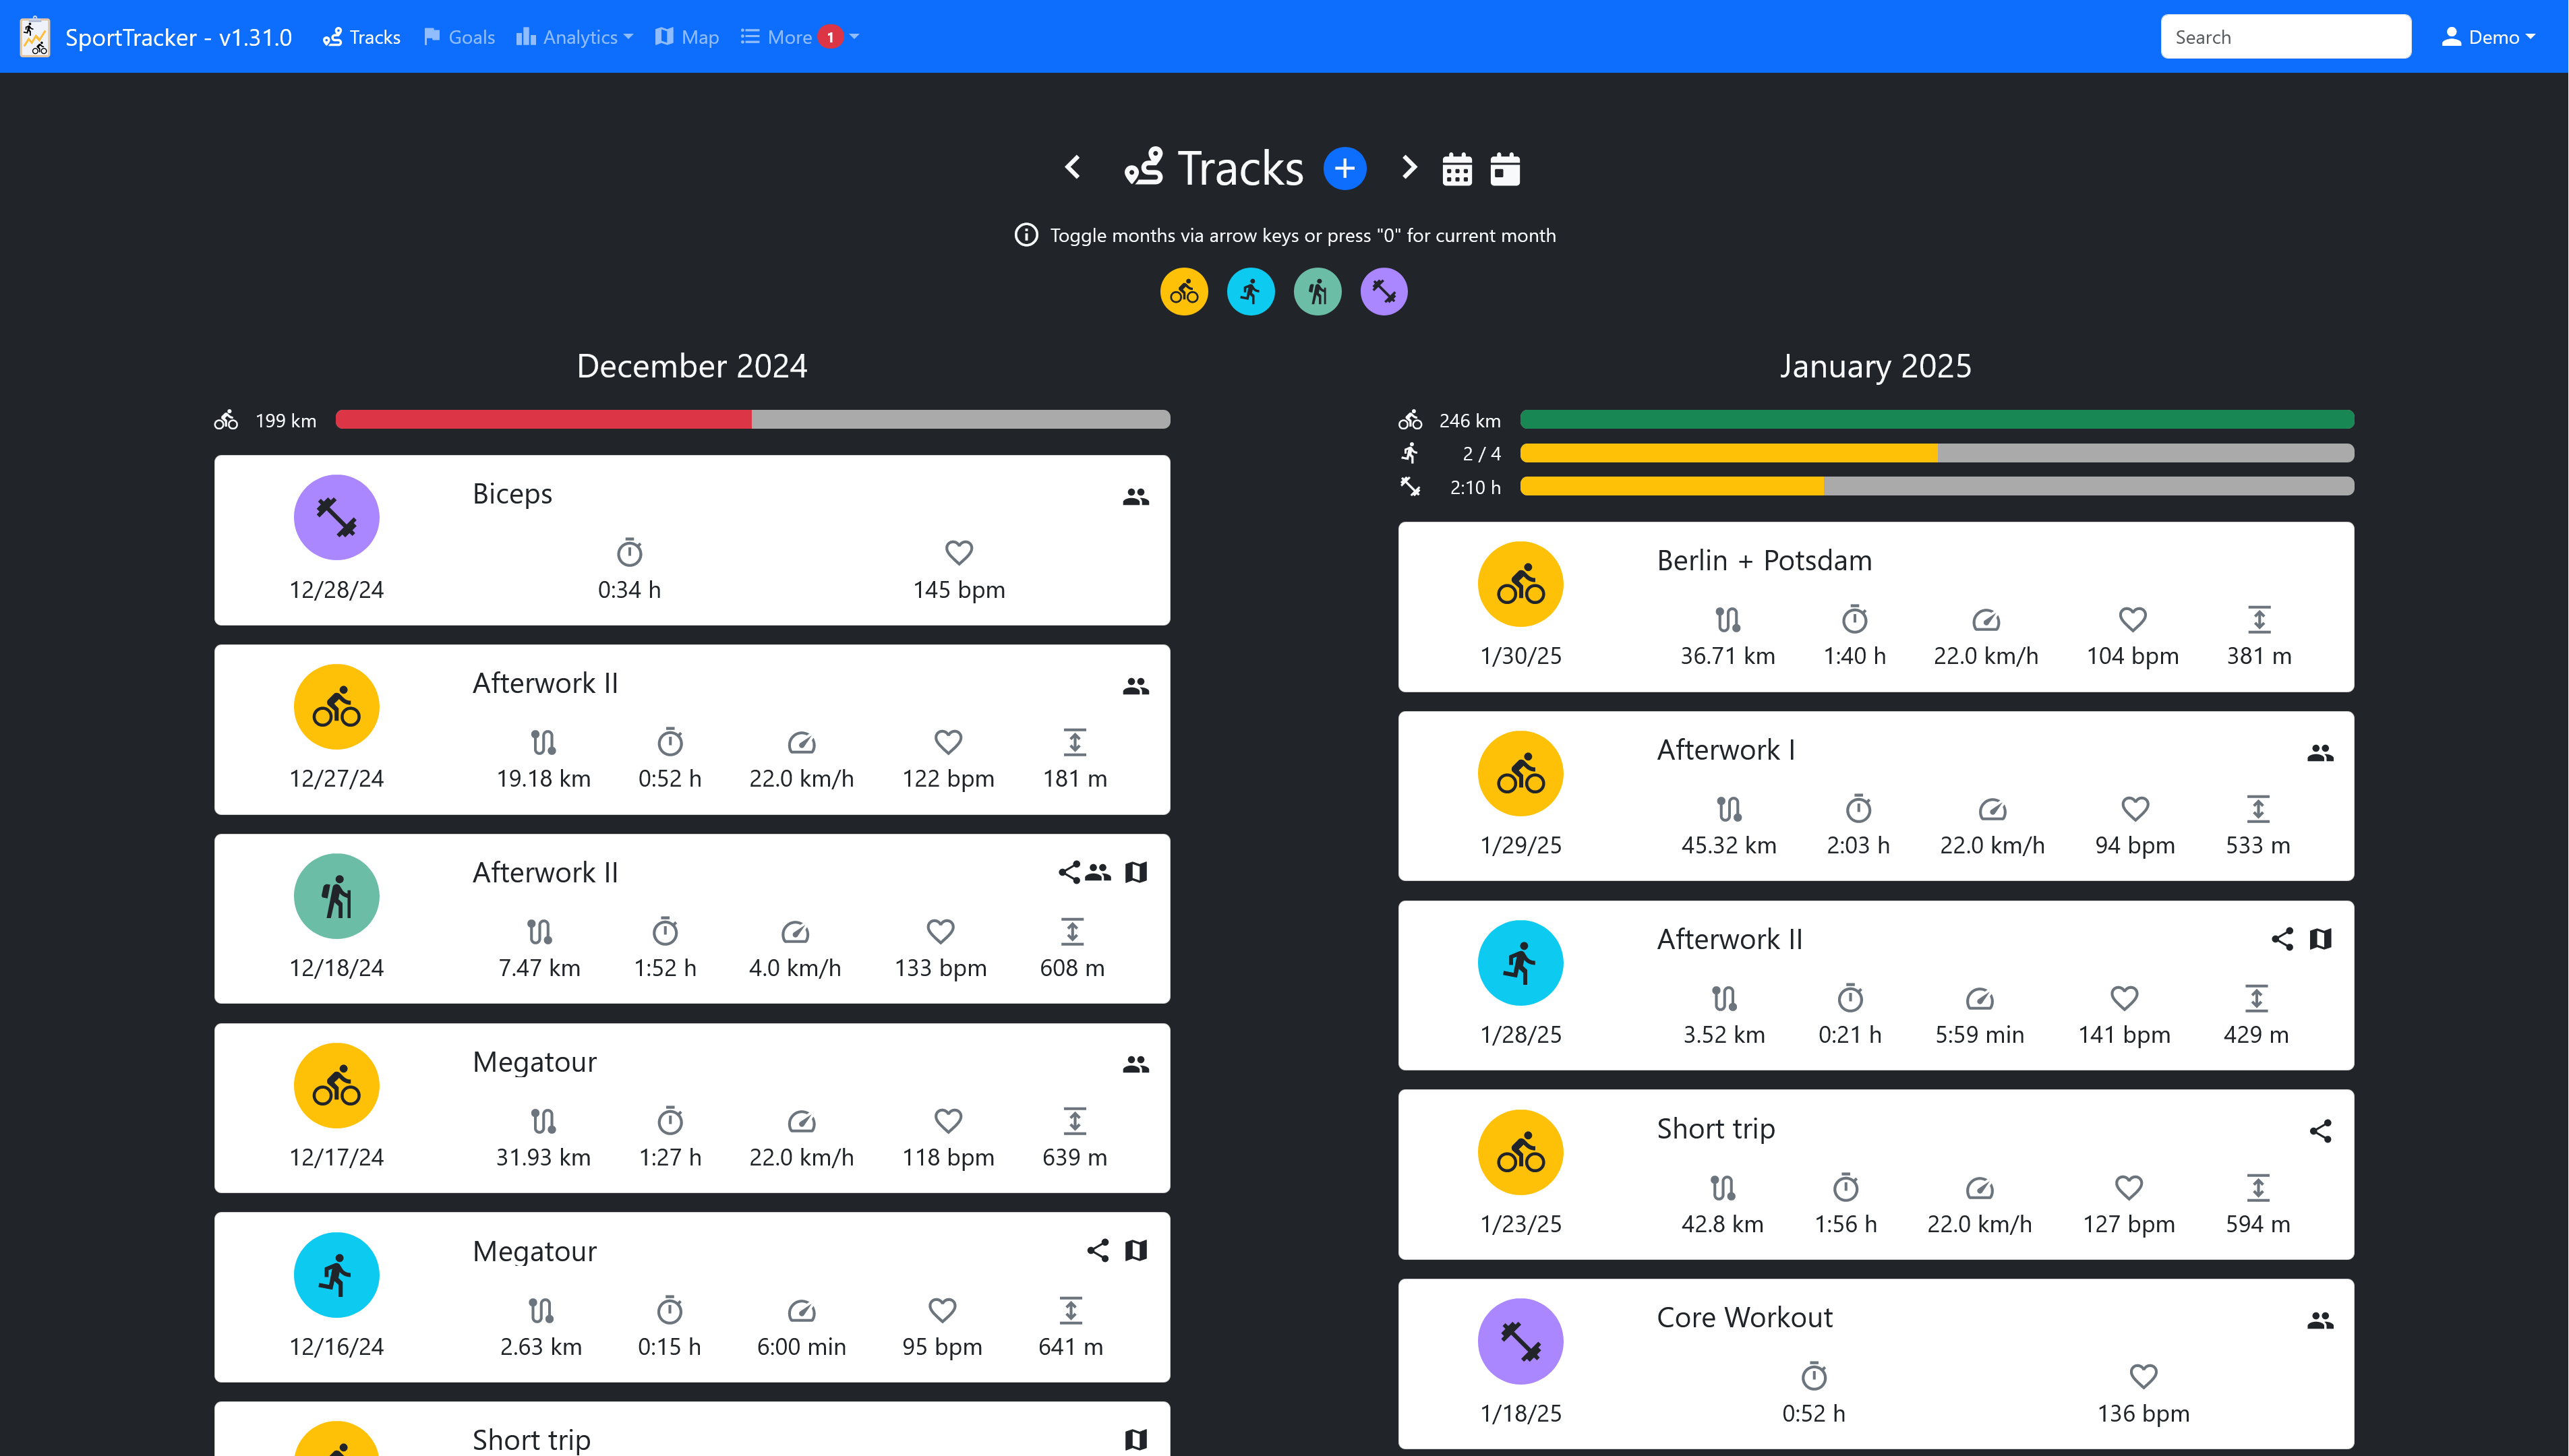 SportTracker - v1.31.0 Tracks Goals Analytics Map More 1 Search Demo
Tracks
Toggle months via arrow keys or press "0" for current month
December 2024
199 km
Biceps
12/28/24 0:34 h 145 bpm
Afterwork II
12/27/24 19.18 km 0:52 h 22.0 km/h 122 bpm 181 m
Afterwork II
12/18/24 7.47 km 1:52 h 4.0 km/h 133 bpm 608 m
Megatour
12/17/24 31.93 km 1:27 h 22.0 km/h 118 bpm 639 m
Megatour
12/16/24 2.63 km 0:15 h 6:00 min 95 bpm 641 m
Short trip
January 2025
246 km
2 / 4
2:10 h
Berlin + Potsdam
1/30/25 36.71 km 1:40 h 22.0 km/h 104 bpm 381 m
Afterwork I
1/29/25 45.32 km 2:03 h 22.0 km/h 94 bpm 533 m
Afterwork II
1/28/25 3.52 km 0:21 h 5:59 min 141 bpm 429 m
Short trip
1/23/25 42.8 km 1:56 h 22.0 km/h 127 bpm 594 m
Core Workout
1/18/25 0:52 h 136 bpm